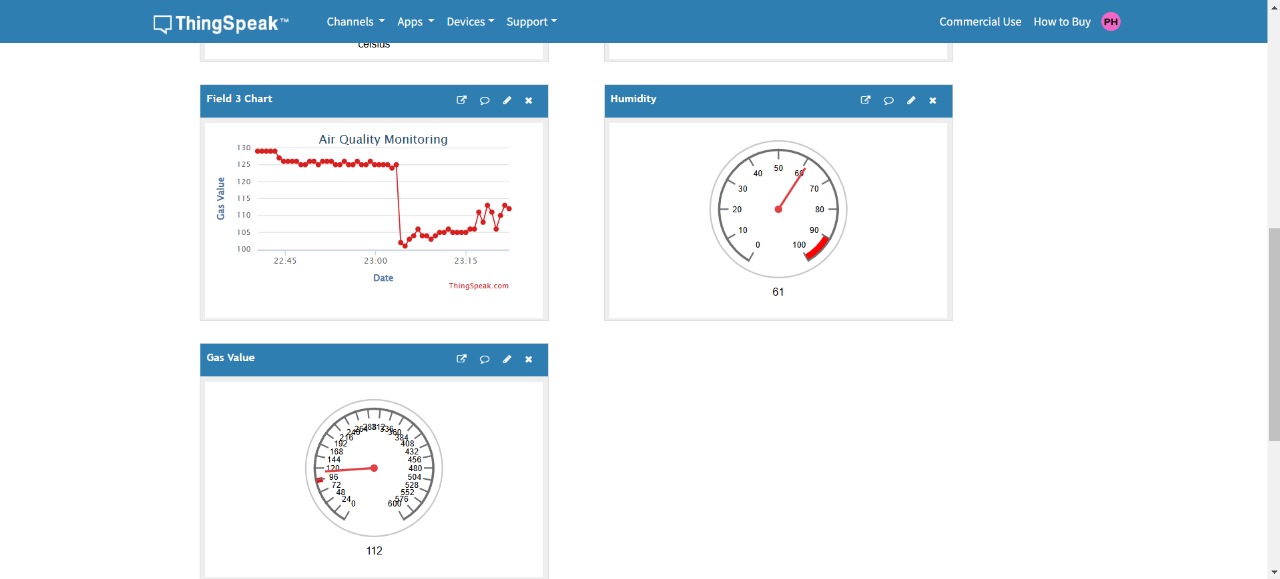 ThingSpeak™ Channels Apps Devices Support Commercial Use How to Buy PH
celsius
Field 3 Chart
Air Quality Monitoring
Gas Value
130
125
120
115
110
105
100
22:45 23:00 23:15
Date
ThingSpeak.com
Humidity
0 10 20 30 40 50 60 70 80 90 100
61
Gas Value
0 24 48 72 96 120 144 168 192 216 240 264 288 312 336 360 384 408 432 456 480 504 528 552 576 600
112